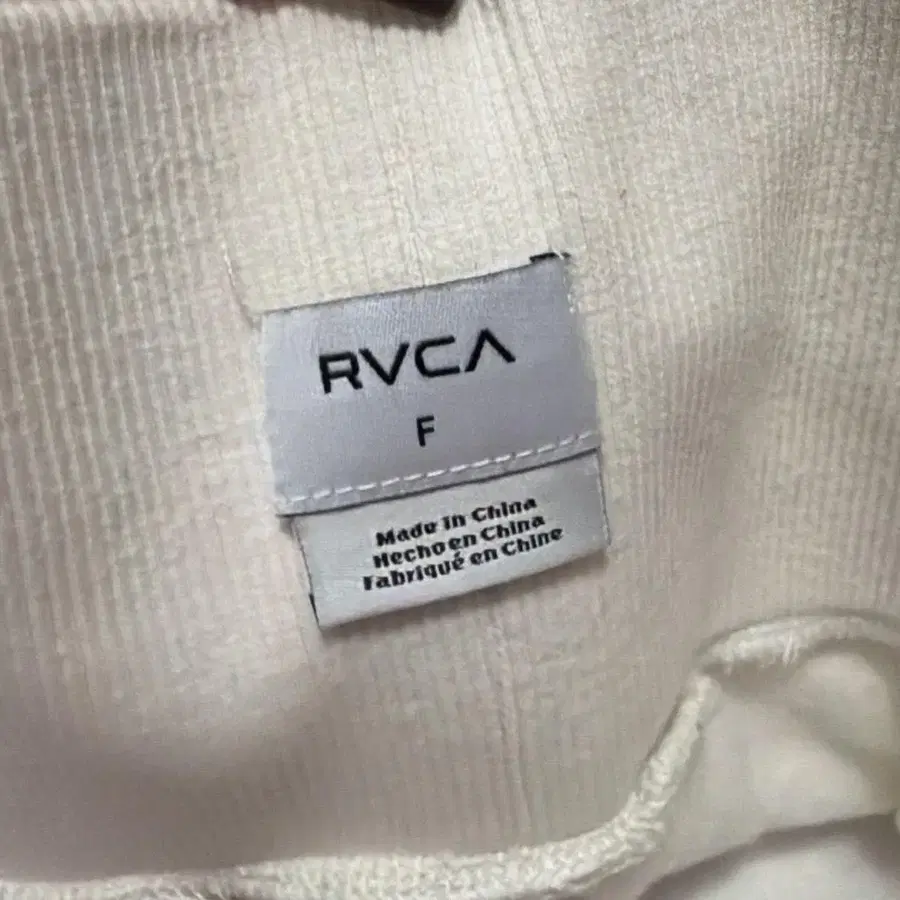 RVCA
F
Made in China
Hecho en China
Fabriqué en Chine